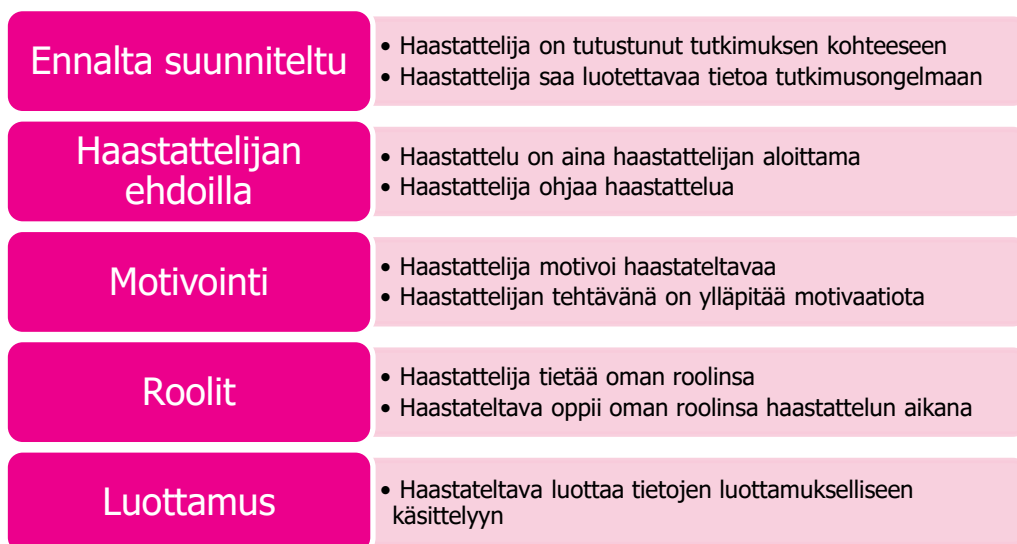 Ennalta suunniteltu
• Haastattelija on tutustunut tutkimuksen kohteeseen
• Haastattelija saa luotettavaa tietoa tutkimusongelmaan
Haastattelijan
ehdoilla
• Haastattelu on aina haastattelijan aloittama
• Haastattelija ohjaa haastattelua
Motivointi
• Haastattelija motivoi haastateltavaa
• Haastattelijan tehtävänä on ylläpitää motivaatiota
Roolit
• Haastattelija tietää oman roolinsa
• Haastateltava oppii oman roolinsa haastattelun aikana
Luottamus
• Haastateltava luottaa tietojen luottamukselliseen
käsittelyyn